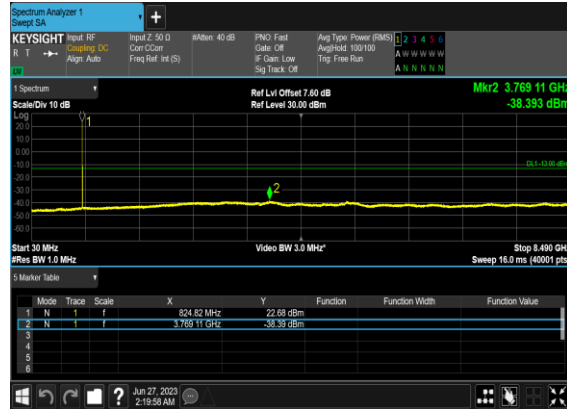 Spectrum Analyzer 1
Swept SA
+
KEYSIGHT Input: RF Input Z: 50 Ω #Atten: 40 dB PNO: Fast Avg Type: Power (RMS) 1 2 3 4 5 6
R T Coupling: DC Corr CCorr Gate: Off Avg|Hold: 100/100 A W W W W W
Align: Auto Freq Ref: Int (S) IF Gain: Low Trig: Free Run
Sig Track: Off A N N N N N
1 Spectrum Ref Lvl Offset 7.60 dB Mkr2 3.769 11 GHz
Scale/Div 10 dB Ref Level 30.00 dBm -38.393 dBm
Log
1
20.0
10.0
0.00
-10.0
DL1 -13.00 dBm
-20.0
-30.0
2
-40.0
-50.0
-60.0
Start 30 MHz Video BW 3.0 MHz* Stop 8.490 GHz
#Res BW 1.0 MHz Sweep 16.0 ms (40001 pts)
5 Marker Table
Mode Trace Scale X Y Function Function Width Function Value
1 N 1 f 824.82 MHz 22.68 dBm
2 N 1 f 3.769 11 GHz -38.39 dBm
3
4
5
6
? Jun 27, 2023
2:19:58 AM